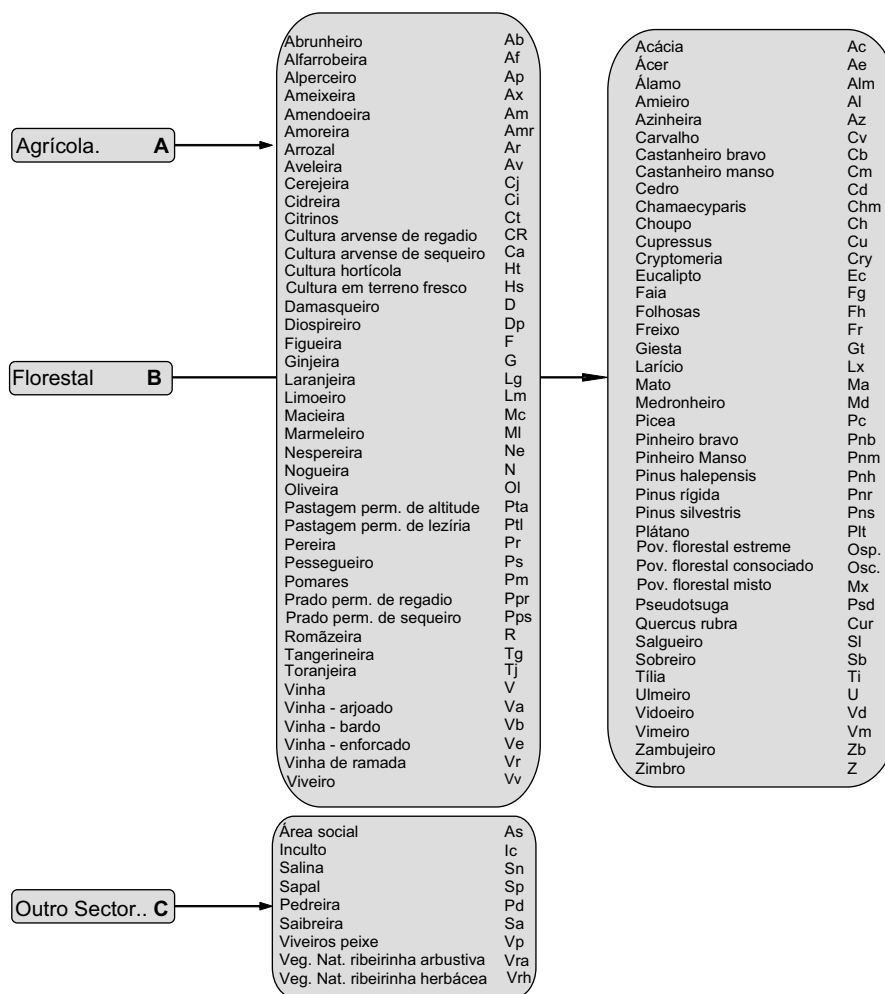 Agrícola. A
Abrunheiro Ab
Alfarrobeira Af
Alperceiro Ap
Ameixeira Ax
Amendoeira Am
Amoreira Amr
Arrozal Ar
Aveleira Av
Cerejeira Cj
Cidreira Ci
Citrinos Ct
Cultura arvense de regadio CR
Cultura arvense de sequeiro Ca
Cultura hortícola Ht
Cultura em terreno fresco Hs
Damasqueiro D
Diospireiro Dp
Figueira F
Ginjeira G
Laranjeira Lg
Limoeiro Lm
Macieira Mc
Marmeleiro Ml
Nespereira Ne
Nogueira N
Oliveira Ol
Pastagem perm. de altitude Pta
Pastagem perm. de lezíria Ptl
Pereira Pr
Pessegueiro Ps
Pomares Pm
Prado perm. de regadio Ppr
Prado perm. de sequeiro Pps
Romãzeira R
Tangerineira Tg
Toranjeira Tj
Vinha V
Vinha - arjoado Va
Vinha - bardo Vb
Vinha - enforcado Ve
Vinha de ramada Vr
Viveiro Vv
Florestal B
Acácia Ac
Ácer Ae
Álamo Alm
Amieiro Al
Azinheira Az
Carvalho Cv
Castanheiro bravo Cb
Castanheiro manso Cm
Cedro Cd
Chamaecyparis Chm
Choupo Ch
Cupressus Cu
Cryptomeria Cry
Eucalipto Ec
Faia Fg
Folhosas Fh
Freixo Fr
Giesta Gt
Larício Lx
Mato Ma
Medronheiro Md
Picea Pc
Pinheiro bravo Pnb
Pinheiro Manso Pnm
Pinus halepensis Pnh
Pinus rígida Pnr
Pinus silvestris Pns
Plátano Plt
Pov. florestal estreme Osp.
Pov. florestal consociado Osc.
Pov. florestal misto Mx
Pseudotsuga Psd
Quercus rubra Cur
Salgueiro Sl
Sobreiro Sb
Tília Ti
Ulmeiro U
Vidoeiro Vd
Vimeiro Vm
Zambujeiro Zb
Zimbro Z
Outro Sector.. C
Área social As
Inculto Ic
Salina Sn
Sapal Sp
Pedreira Pd
Saibreira Sa
Viveiros peixe Vp
Veg. Nat. ribeirinha arbustiva Vra
Veg. Nat. ribeirinha herbácea Vrh